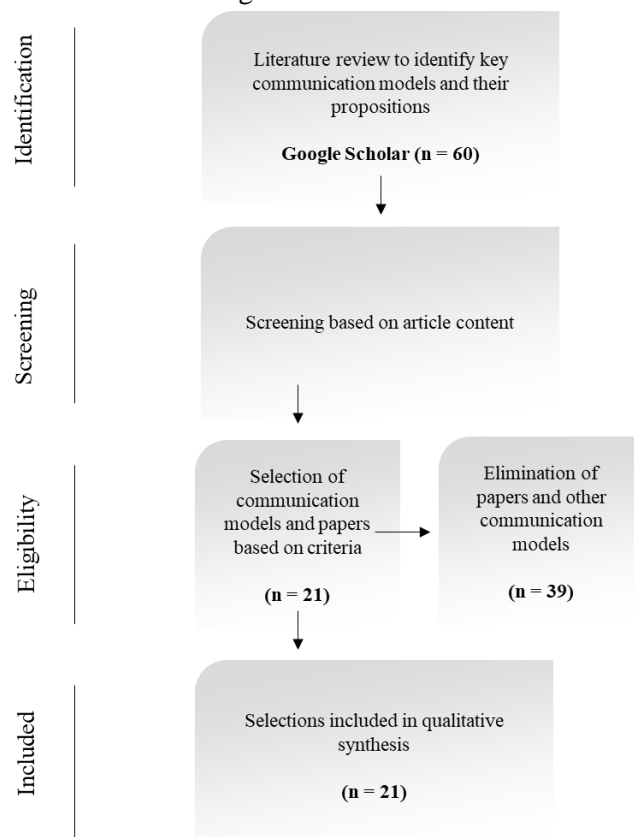 Identification
Literature review to identify key
communication models and their
propositions
Google Scholar (n = 60)
Screening
Screening based on article content
Eligibility
Selection of
communication
models and papers
based on criteria
(n = 21)
Elimination of
papers and other
communication
models
(n = 39)
Included
Selections included in qualitative
synthesis
(n = 21)